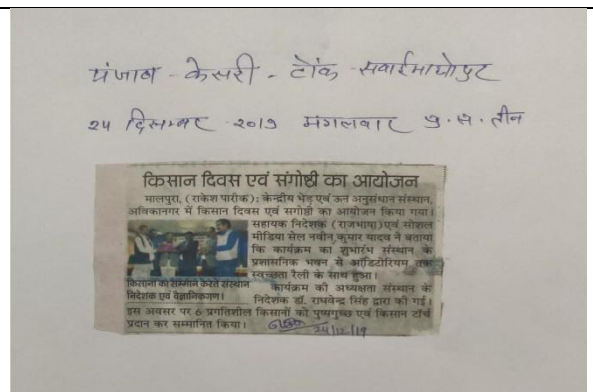 पंजाब - केसरी - टोंक - सवाईमाधोपुर
24 दिसम्बर - 2019 मंगलवार पृ. स. तीन
किसान दिवस एवं संगोष्ठी का आयोजन
मालपुरा, (राकेश पारीक): केन्द्रीय भेड़ एवं ऊन अनुसंधान संस्थान,
अविकानगर में किसान दिवस एवं सगोष्ठी का आयोजन किया गया।
सहायक निदेशक (राजभाषा)एवं सोशल
मीडिया सेल नवीन कुमार यादव ने बताया
कि कार्यक्रम का शुभारंभ संस्थान के
प्रशासनिक भवन से ऑडिटोरियम तक
स्वच्छता रैली के साथ हुआ।
किसानों का सम्मान करते संस्थान
निदेशक एवं वैज्ञानिकगण।
कार्यक्रम की अध्यक्षता संस्थान के
निदेशक डॉ. राघवेन्द्र सिंह द्वारा की गई।
इस अवसर पर 6 प्रगतिशील किसानों को पुष्पगुच्छ एवं किसान टॉर्च
प्रदान कर सम्मानित किया।
24/12/19